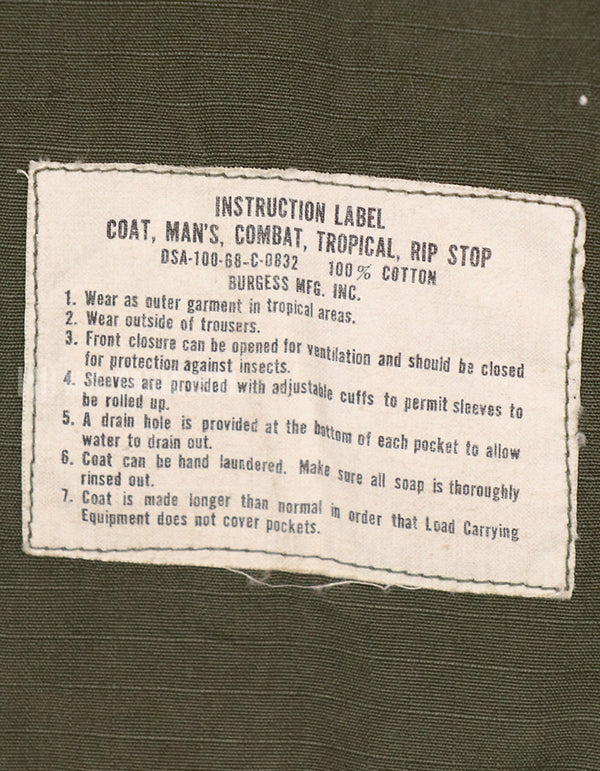 INSTRUCTION LABEL
COAT, MAN'S, COMBAT, TROPICAL, RIP STOP
DSA-100-68-C-0832 100% COTTON
BURGESS MFG. INC.
1. Wear as outer garment in tropical areas.
2. Wear outside of trousers.
3. Front closure can be opened for ventilation and should be closed
for protection against insects.
4. Sleeves are provided with adjustable cuffs to permit sleeves to
be rolled up.
5. A drain hole is provided at the bottom of each pocket to allow
water to drain out.
6. Coat can be hand laundered. Make sure all soap is thoroughly
rinsed out.
7. Coat is made longer than normal in order that Load Carrying
Equipment does not cover pockets.